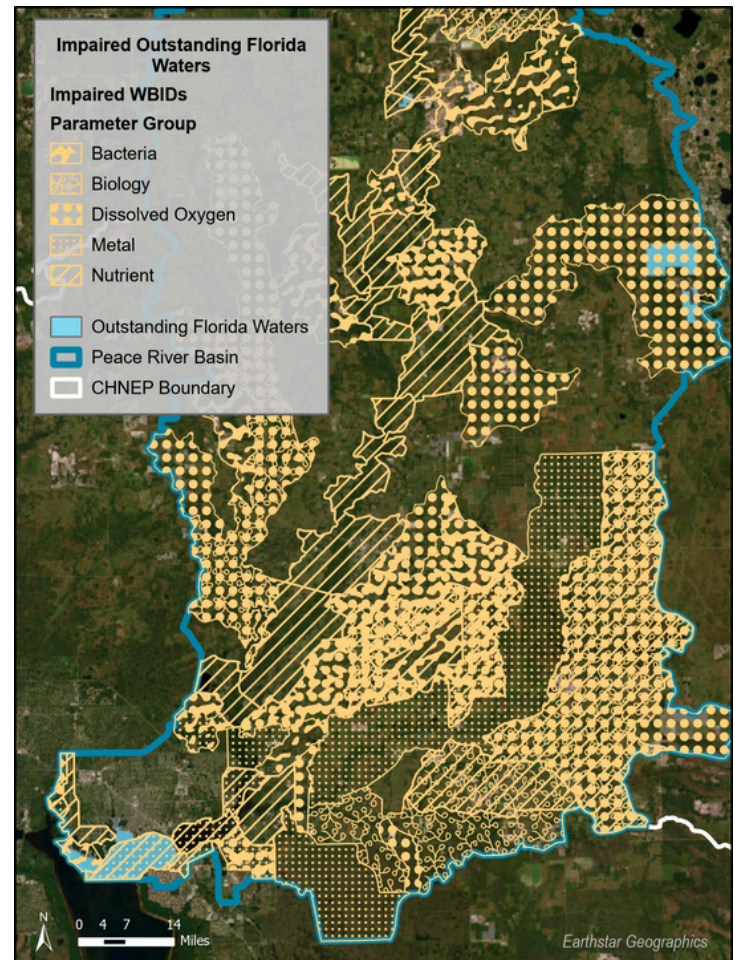 Impaired Outstanding Florida
Waters
Impaired WBIDs
Parameter Group
Bacteria
Biology
Dissolved Oxygen
Metal
Nutrient
Outstanding Florida Waters
Peace River Basin
CHNEP Boundary
N
0 4 7 14
Miles
Earthstar Geographics